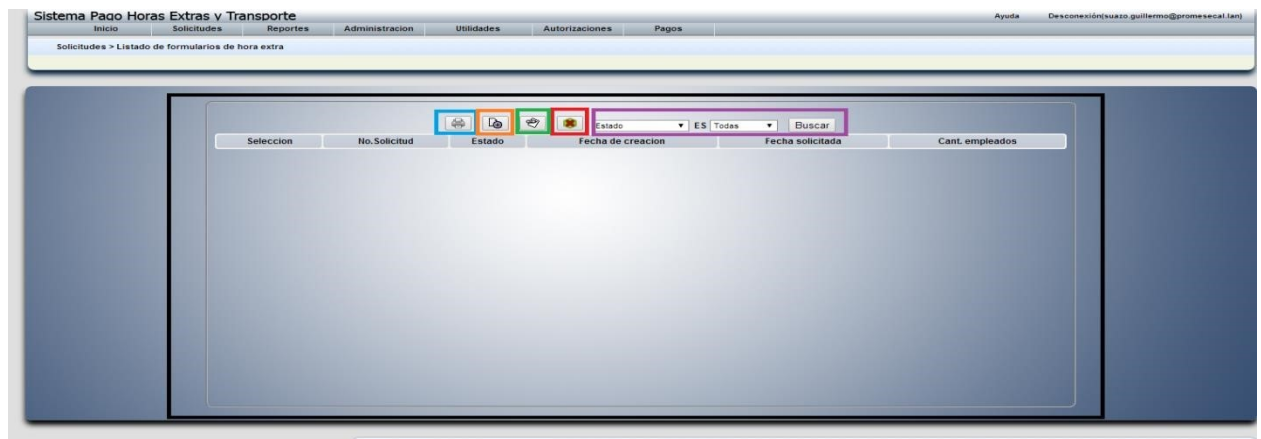 Sistema Pago Horas Extras y Transporte
Ayuda Desconexión(suazo.guillermo@promesecal.lan)
Inicio Solicitudes Reportes Administracion Utilidades Autorizaciones Pagos
Solicitudes > Listado de formularios de hora extra
Estado ES Todas Buscar
Seleccion No.Solicitud Estado Fecha de creacion Fecha solicitada Cant. empleados